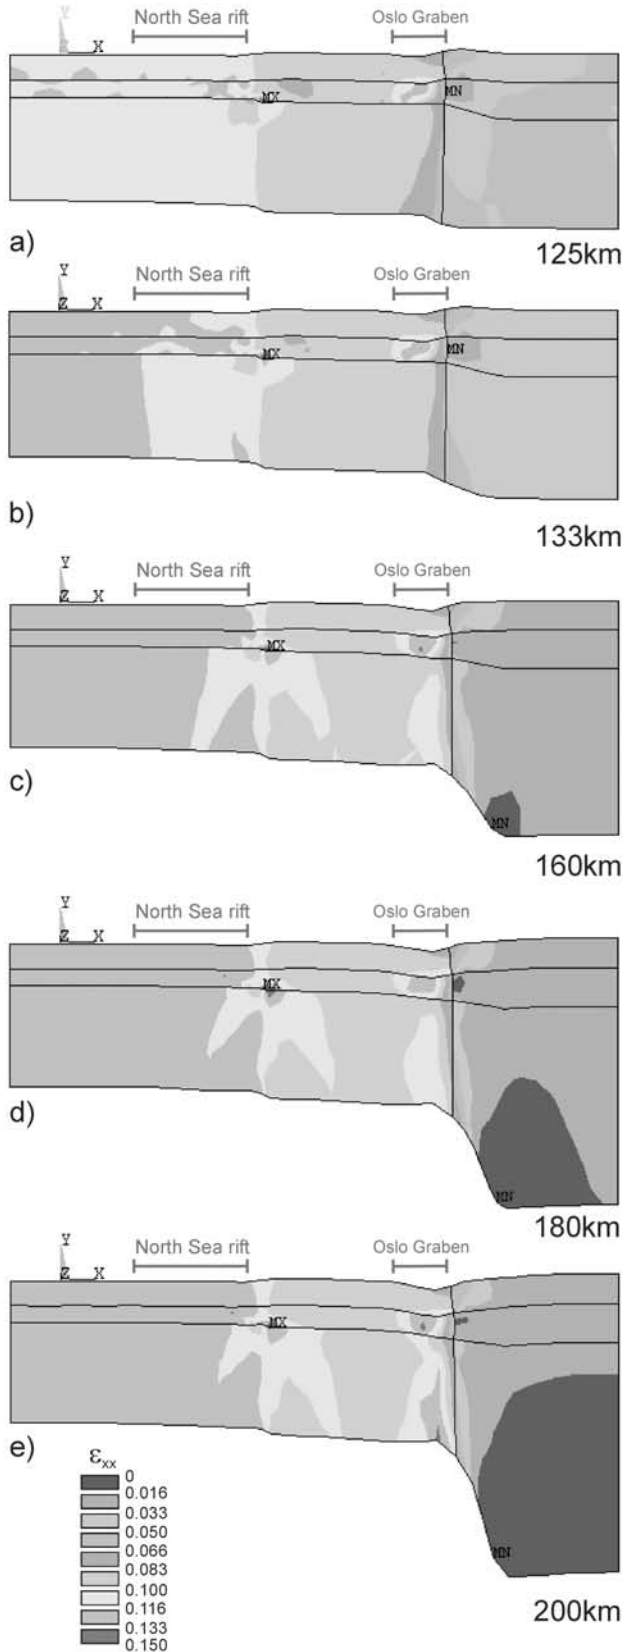 North Sea rift Oslo Graben
Y
X
MX MN
a)
125km
North Sea rift Oslo Graben
Y
Z X
MX MN
b)
133km
North Sea rift Oslo Graben
Y
Z X
MX
MN
c)
160km
North Sea rift Oslo Graben
Y
Z X
MX
MN
d)
180km
North Sea rift Oslo Graben
Y
Z X
MX
MN
e)
200km
εxx
0
0.016
0.033
0.050
0.066
0.083
0.100
0.116
0.133
0.150